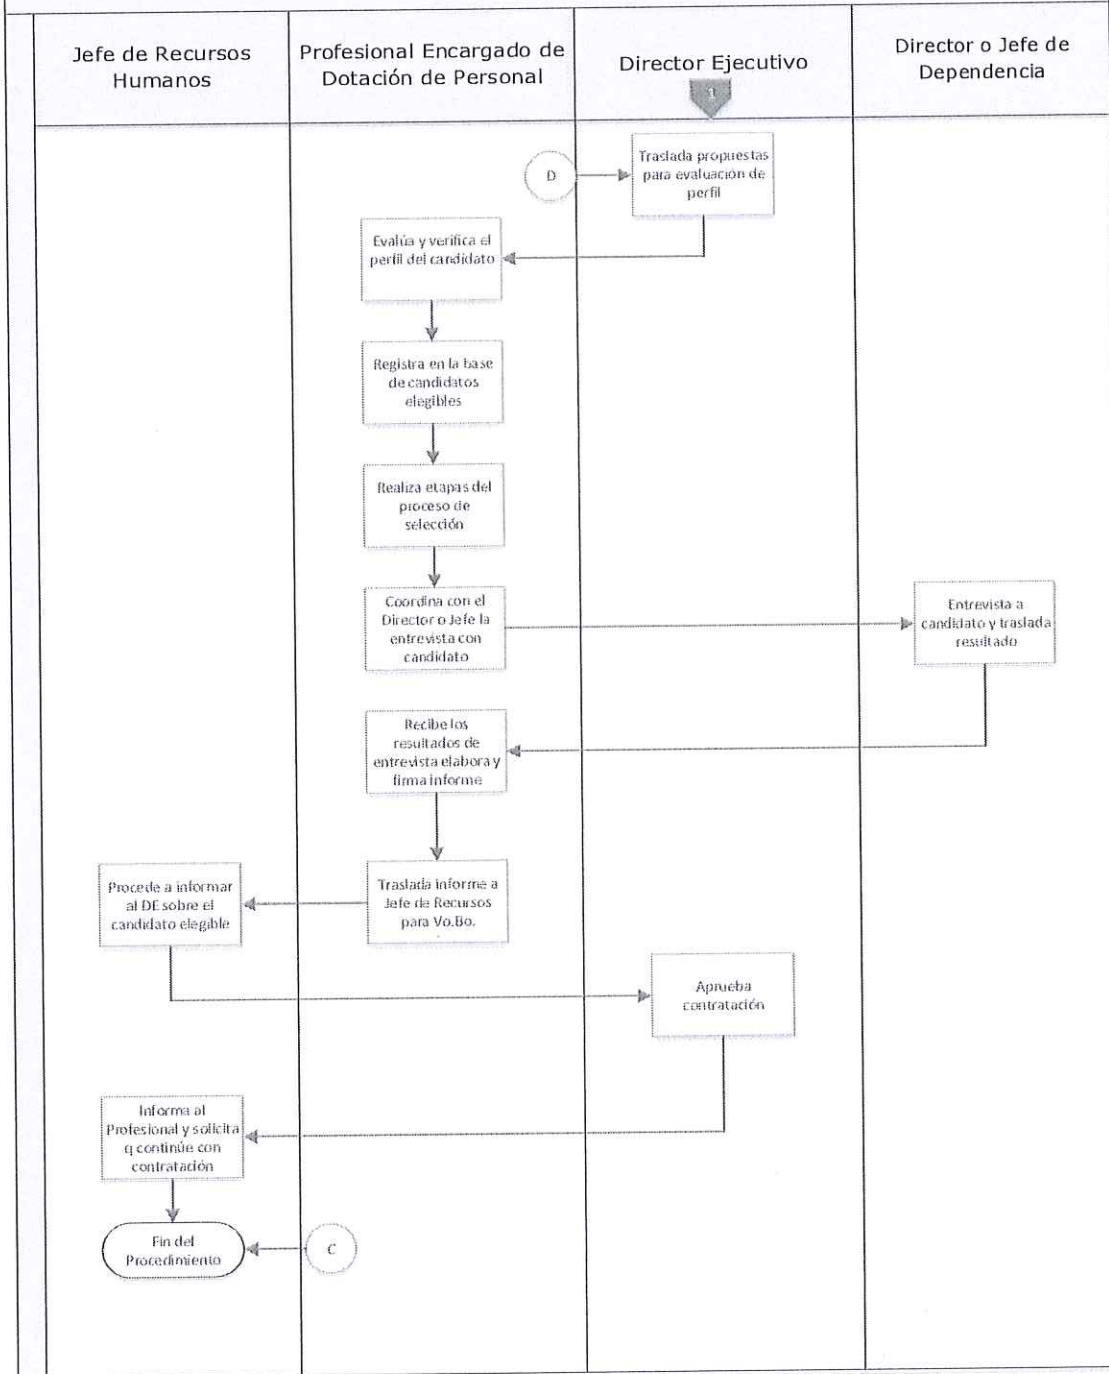 Jefe de Recursos
Humanos
Profesional Encargado de
Dotación de Personal
Director Ejecutivo
1
Director o Jefe de
Dependencia
D
Traslada propuestas
para evaluación de
perfil
Evalúa y verifica el
perfil del candidato
Registra en la base
de candidatos
elegibles
Realiza etapas del
proceso de
selección
Coordina con el
Director o Jefe la
entrevista con
candidato
Entrevista a
candidato y traslada
resultado
Recibe los
resultados de
entrevista elabora y
firma informe
Traslada informe a
Jefe de Recursos
para Vo.Bo.
Procede a informar
al DE sobre el
candidato elegible
Aprueba
contratación
Informa al
Profesional y solicita
q continúe con
contratación
Fin del
Procedimiento
C